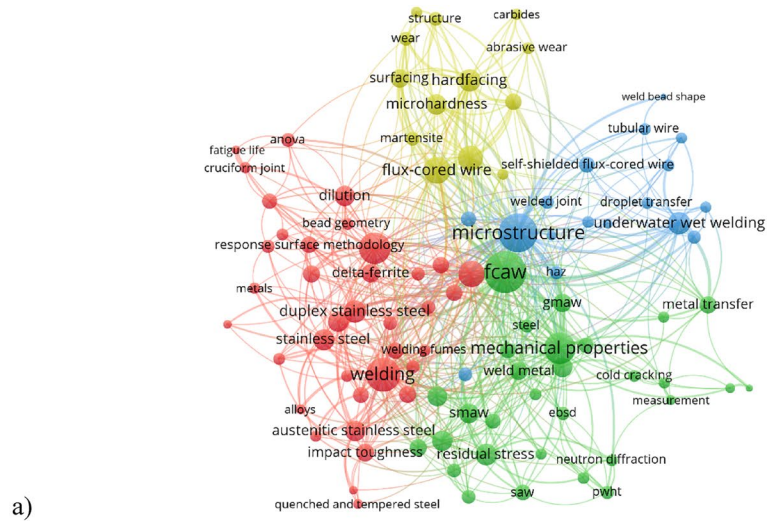 structure
carbides
wear
abrasive wear
surfacing
hardfacing
microhardness
weld bead shape
tubular wire
martensite
anova
fatigue life
cruciform joint
flux-cored wire
self-shielded flux-cored wire
dilution
welded joint
droplet transfer
bead geometry
microstructure
underwater wet welding
response surface methodology
delta-ferrite
fcaw
haz
metals
gmaw
metal transfer
duplex stainless steel
steel
stainless steel
welding fumes
mechanical properties
welding
weld metal
cold cracking
measurement
alloys
smaw
ebsd
austenitic stainless steel
impact toughness
residual stress
neutron diffraction
saw
pwht
quenched and tempered steel
a)